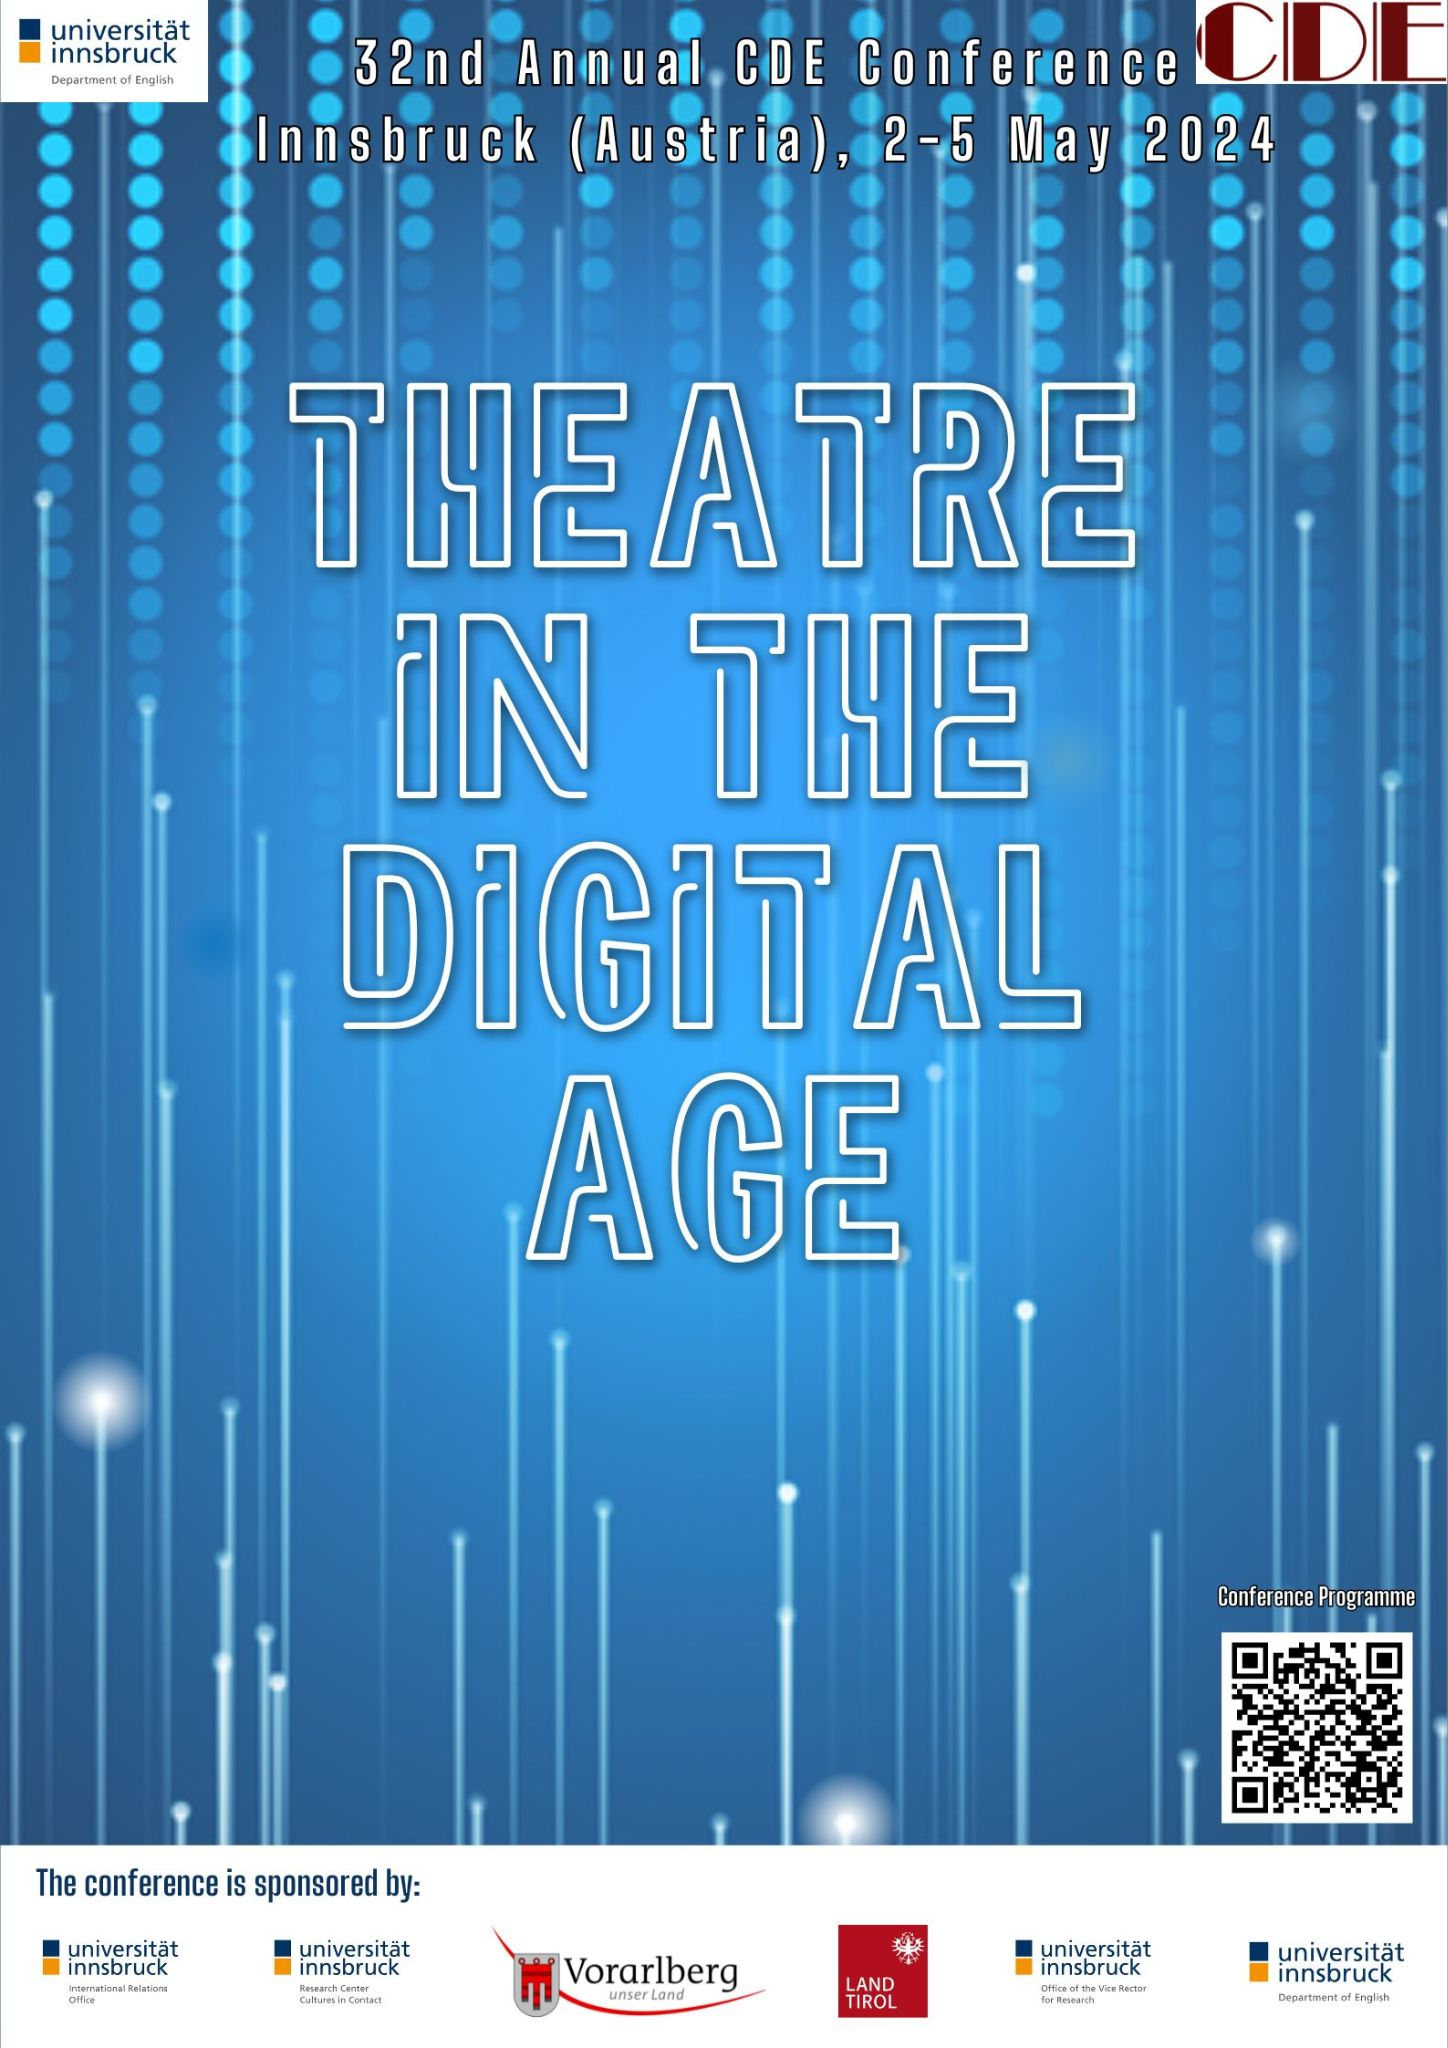 universität
innsbruck
Department of English
CDE
32nd Annual CDE Conference
Innsbruck (Austria), 2-5 May 2024
THEATRE
IN THE
DIGITAL
AGE
Conference Programme
The conference is sponsored by:
universität
innsbruck
International Relations
Office
universität
innsbruck
Research Center
Cultures in Contact
Vorarlberg
unser Land
LAND
TIROL
universität
innsbruck
Office of the Vice Rector
for Research
universität
innsbruck
Department of English